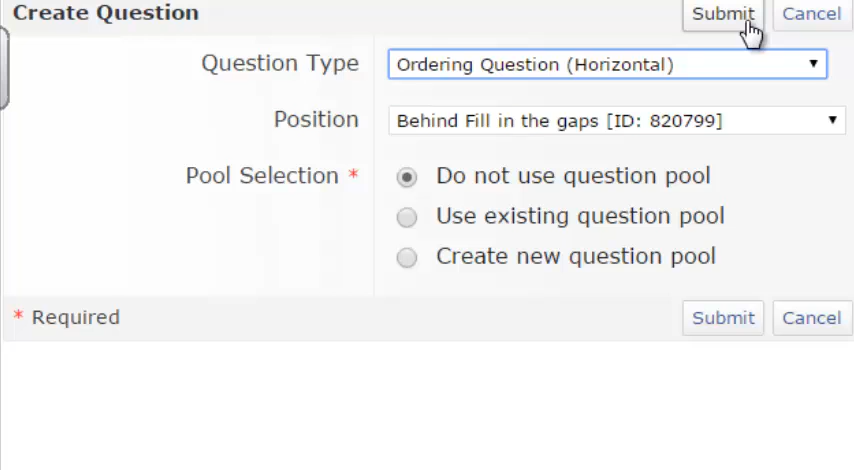 Create Question Submit Cancel
Question Type Ordering Question (Horizontal)
Position Behind Fill in the gaps [ID: 820799]
Pool Selection * Do not use question pool
Use existing question pool
Create new question pool
* Required Submit Cancel